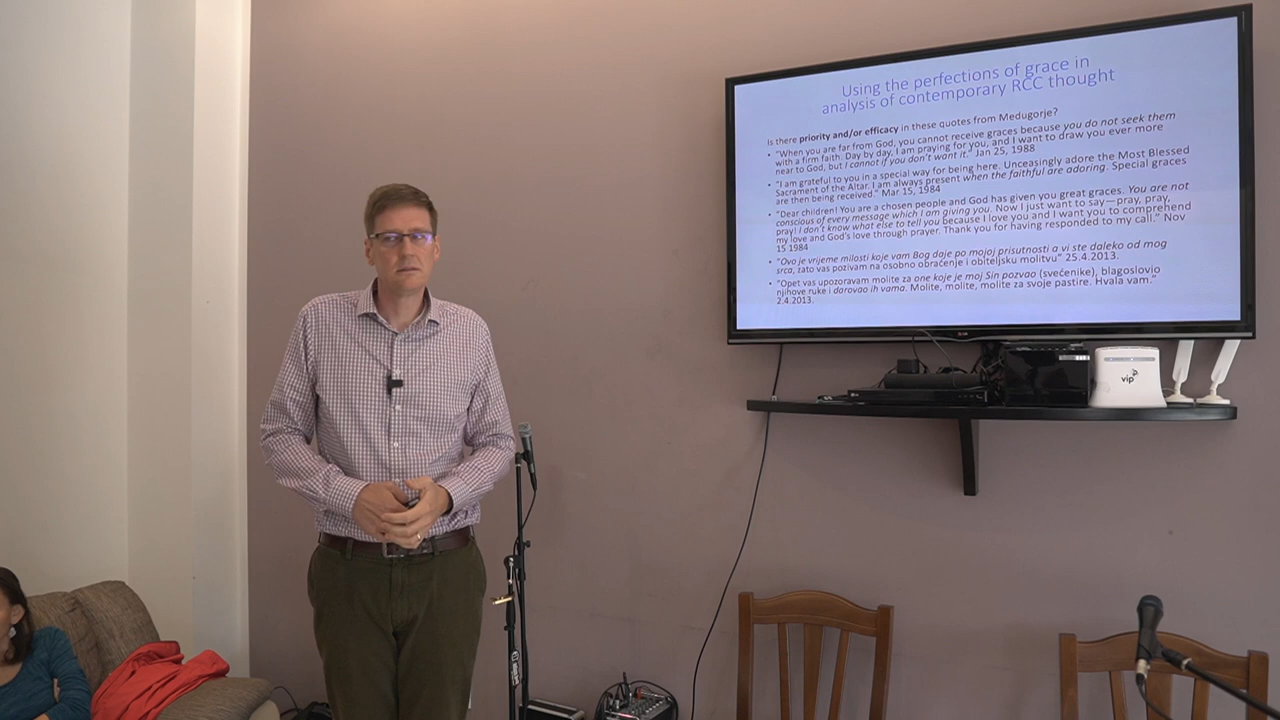 Using the perfections of grace in
analysis of contemporary RCC thought
Is there priority and/or efficacy in these quotes from Medugorje?
• "When you are far from God, you cannot receive graces because you do not seek them
with a firm faith. Day by day, I am praying for you, and I want to draw you ever more
near to God, but I cannot if you don't want it." Jan 25, 1988
• "I am grateful to you in a special way for being here. Unceasingly adore the Most Blessed
Sacrament of the Altar. I am always present when the faithful are adoring. Special graces
are then being received." Mar 15, 1984
• "Dear children! You are a chosen people and God has given you great graces. You are not
conscious of every message which I am giving you. Now I just want to say—pray, pray,
pray! I don't know what else to tell you because I love you and I want you to comprehend
my love and God's love through prayer. Thank you for having responded to my call." Nov
15 1984
• "Ovo je vrijeme milosti koje vam Bog daje po mojoj prisutnosti a vi ste daleko od mog
srca, zato vas pozivam na osobno obraćenje i obiteljsku molitvu" 25.4.2013.
• "Opet vas upozoravam molite za one koje je moj Sin pozvao (svećenike), blagoslovio
njihove ruke i darovao ih vama. Molite, molite, molite za svoje pastire. Hvala vam."
2.4.2013.
vip